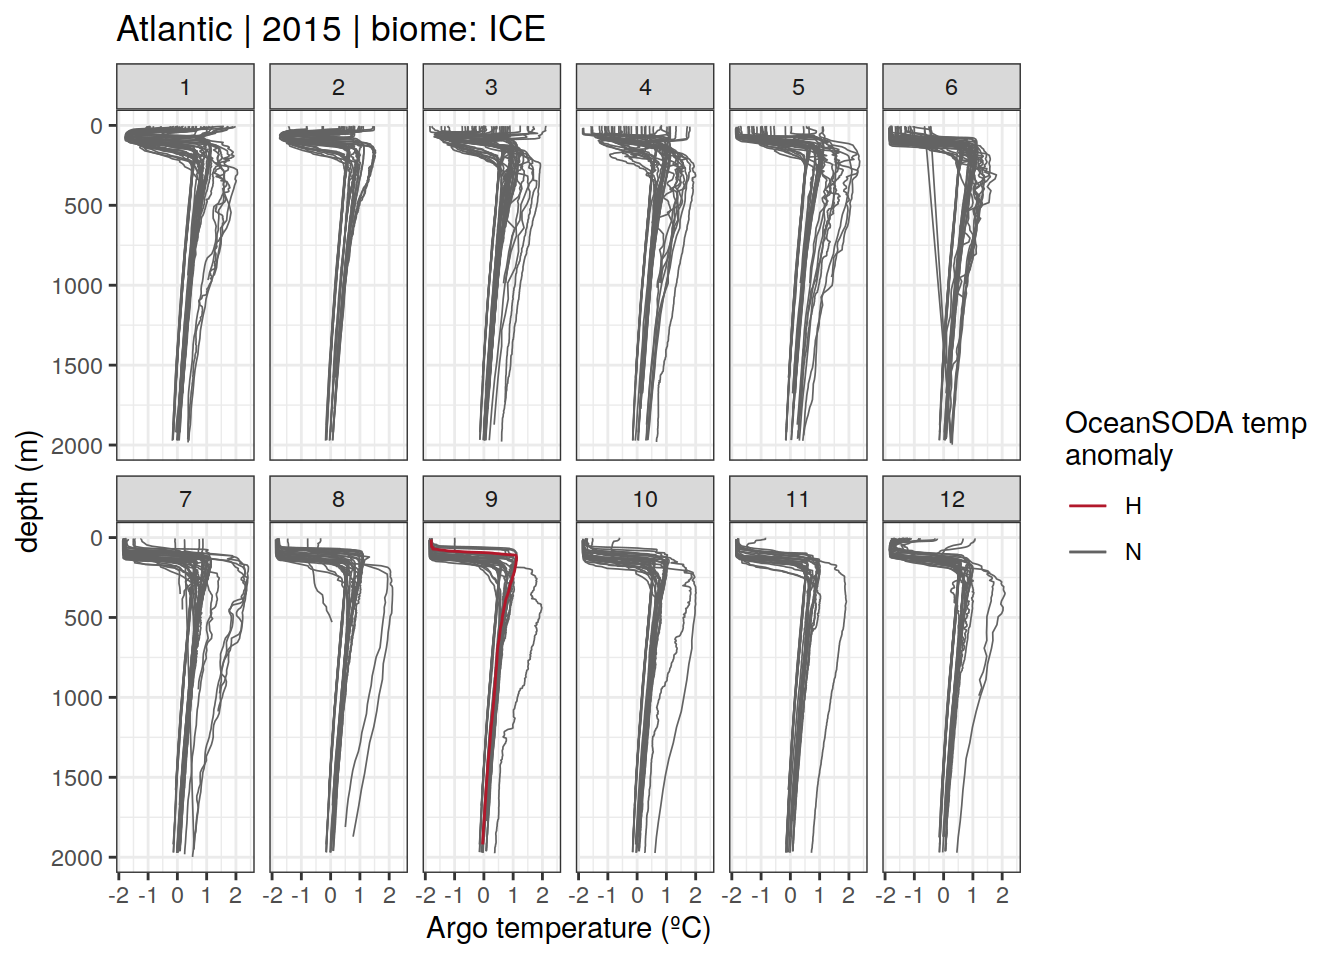 Atlantic | 2015 | biome: ICE
1 2 3 4 5 6
0
500
1000
1500
2000
depth (m)
7 8 9 10 11 12
0
500
1000
1500
2000
-2 -1 0 1 2 -2 -1 0 1 2 -2 -1 0 1 2 -2 -1 0 1 2 -2 -1 0 1 2 -2 -1 0 1 2
Argo temperature (ºC)
OceanSODA temp
anomaly
H
N